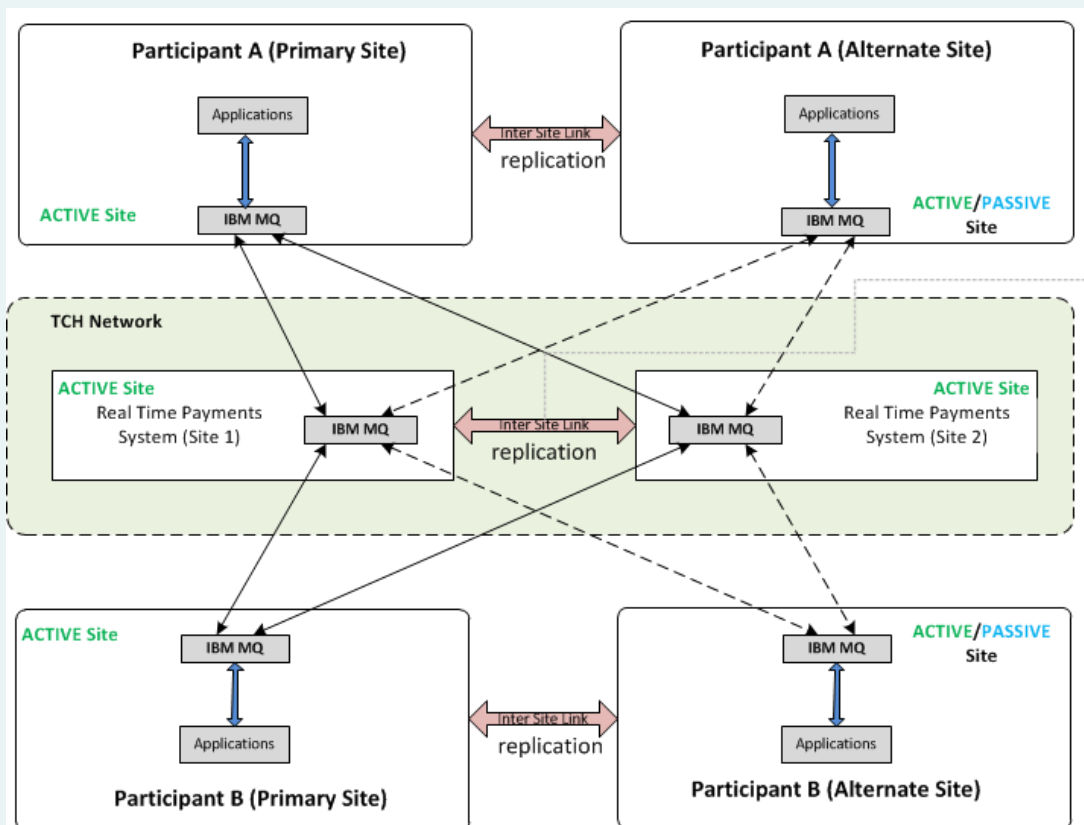 Participant A (Primary Site)
Applications
ACTIVE Site
IBM MQ
Inter Site Link
replication
Participant A (Alternate Site)
Applications
IBM MQ
ACTIVE/PASSIVE
Site
TCH Network
ACTIVE Site
Real Time Payments
System (Site 1)
IBM MQ
Inter Site Link
replication
ACTIVE Site
IBM MQ
Real Time Payments
System (Site 2)
ACTIVE Site
IBM MQ
Applications
Participant B (Primary Site)
Inter Site Link
replication
IBM MQ
ACTIVE/PASSIVE
Site
Applications
Participant B (Alternate Site)